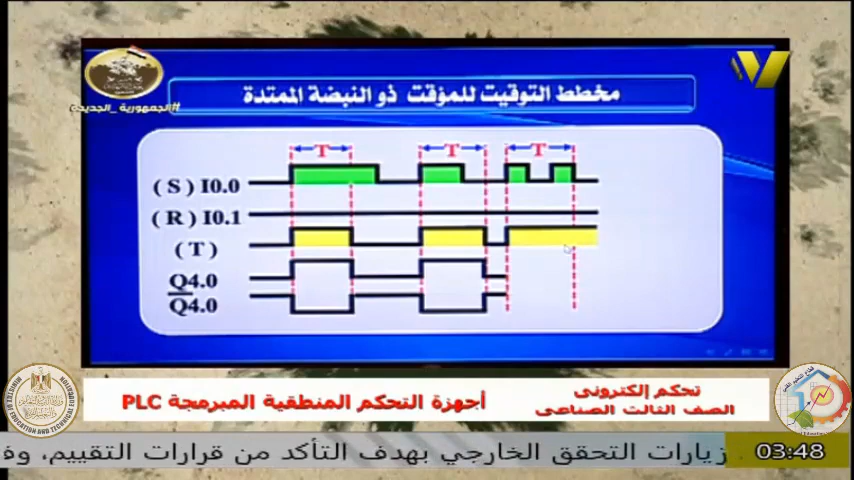 مخطط التوقيت للمؤقت ذو النبضة الممتدة
#الجمهورية_الجديدة
T T T
( S ) I0.0
( R ) I0.1
( T )
Q4.0
Q4.0
تحكم إلكترونى
الصف الثالث الصناعى
أجهزة التحكم المنطقية المبرمجة PLC
زيارات التحقق الخارجي بهدف التأكد من قرارات التقييم، وف
03:48